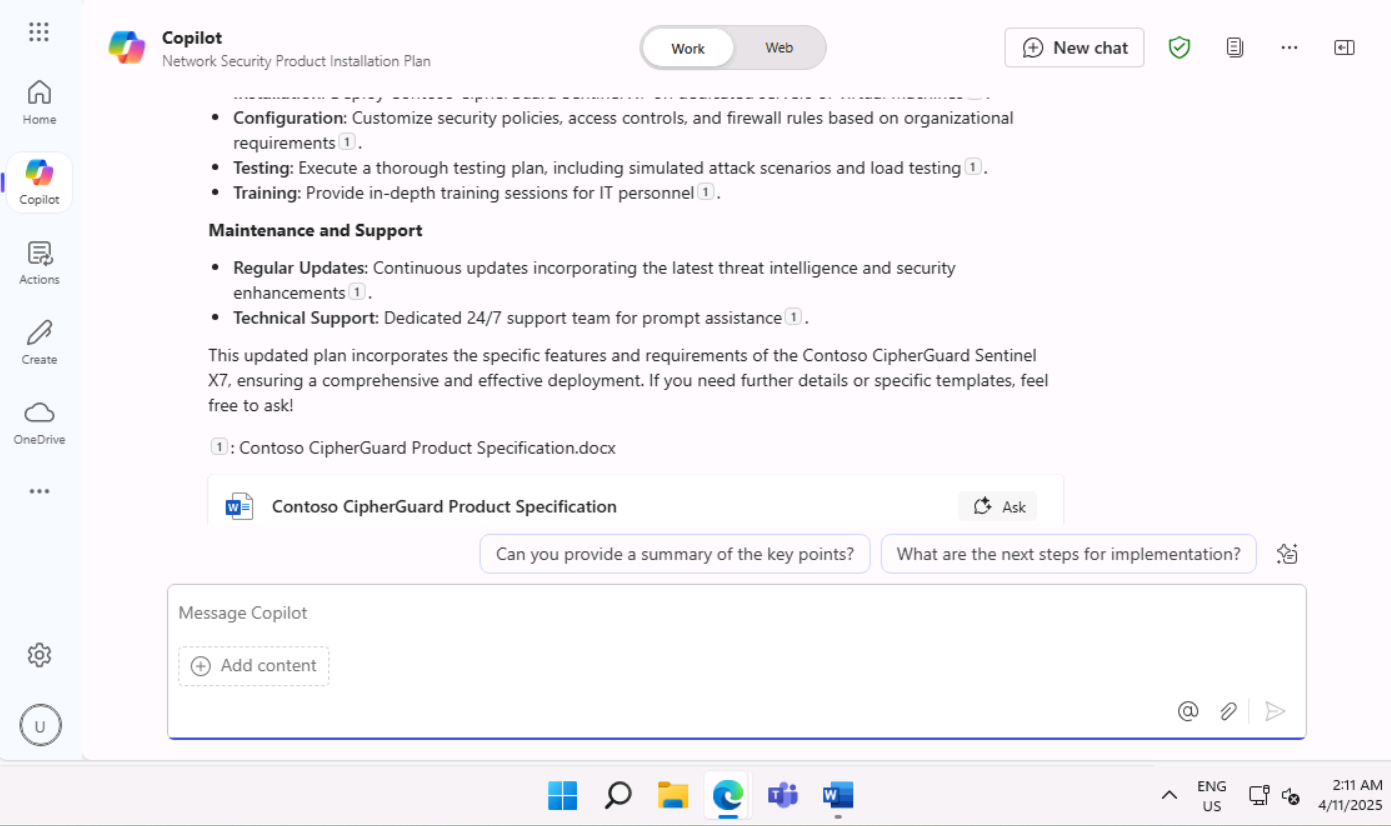 Copilot
Network Security Product Installation Plan
Work
Web
New chat
Home
Copilot
Actions
Create
OneDrive
U
Configuration: Customize security policies, access controls, and firewall rules based on organizational
requirements 1 .
Testing: Execute a thorough testing plan, including simulated attack scenarios and load testing 1 .
Training: Provide in-depth training sessions for IT personnel 1 .
Maintenance and Support
Regular Updates: Continuous updates incorporating the latest threat intelligence and security
enhancements 1 .
Technical Support: Dedicated 24/7 support team for prompt assistance 1 .
This updated plan incorporates the specific features and requirements of the Contoso CipherGuard Sentinel
X7, ensuring a comprehensive and effective deployment. If you need further details or specific templates, feel
free to ask!
1 : Contoso CipherGuard Product Specification.docx
Contoso CipherGuard Product Specification
Ask
Can you provide a summary of the key points?
What are the next steps for implementation?
Message Copilot
Add content
ENG
US
2:11 AM
4/11/2025